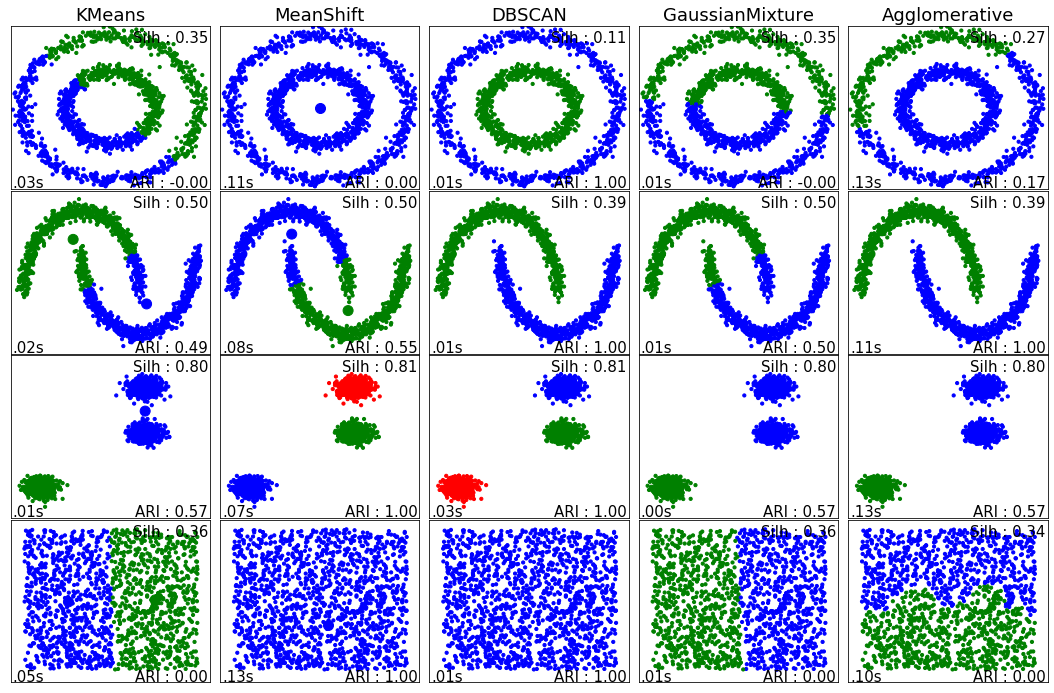 KMeans MeanShift DBSCAN GaussianMixture Agglomerative
Silh : 0.35 Silh : 0.11 Silh : 0.35 Silh : 0.27
.03s ARI : -0.00 .11s ARI : 0.00 .01s ARI : 1.00 .01s ARI : -0.00 .13s ARI : 0.17
Silh : 0.50 Silh : 0.50 Silh : 0.39 Silh : 0.50 Silh : 0.39
.02s ARI : 0.49 .08s ARI : 0.55 .01s ARI : 1.00 .01s ARI : 0.50 .11s ARI : 1.00
Silh : 0.80 Silh : 0.81 Silh : 0.81 Silh : 0.80 Silh : 0.80
.01s ARI : 0.57 .07s ARI : 1.00 .03s ARI : 1.00 .00s ARI : 0.57 .13s ARI : 0.57
Silh : 0.36 Silh : 0.36 Silh : 0.34
.05s ARI : 0.00 .13s ARI : 1.00 .01s ARI : 1.00 .01s ARI : 0.00 .10s ARI : 0.00